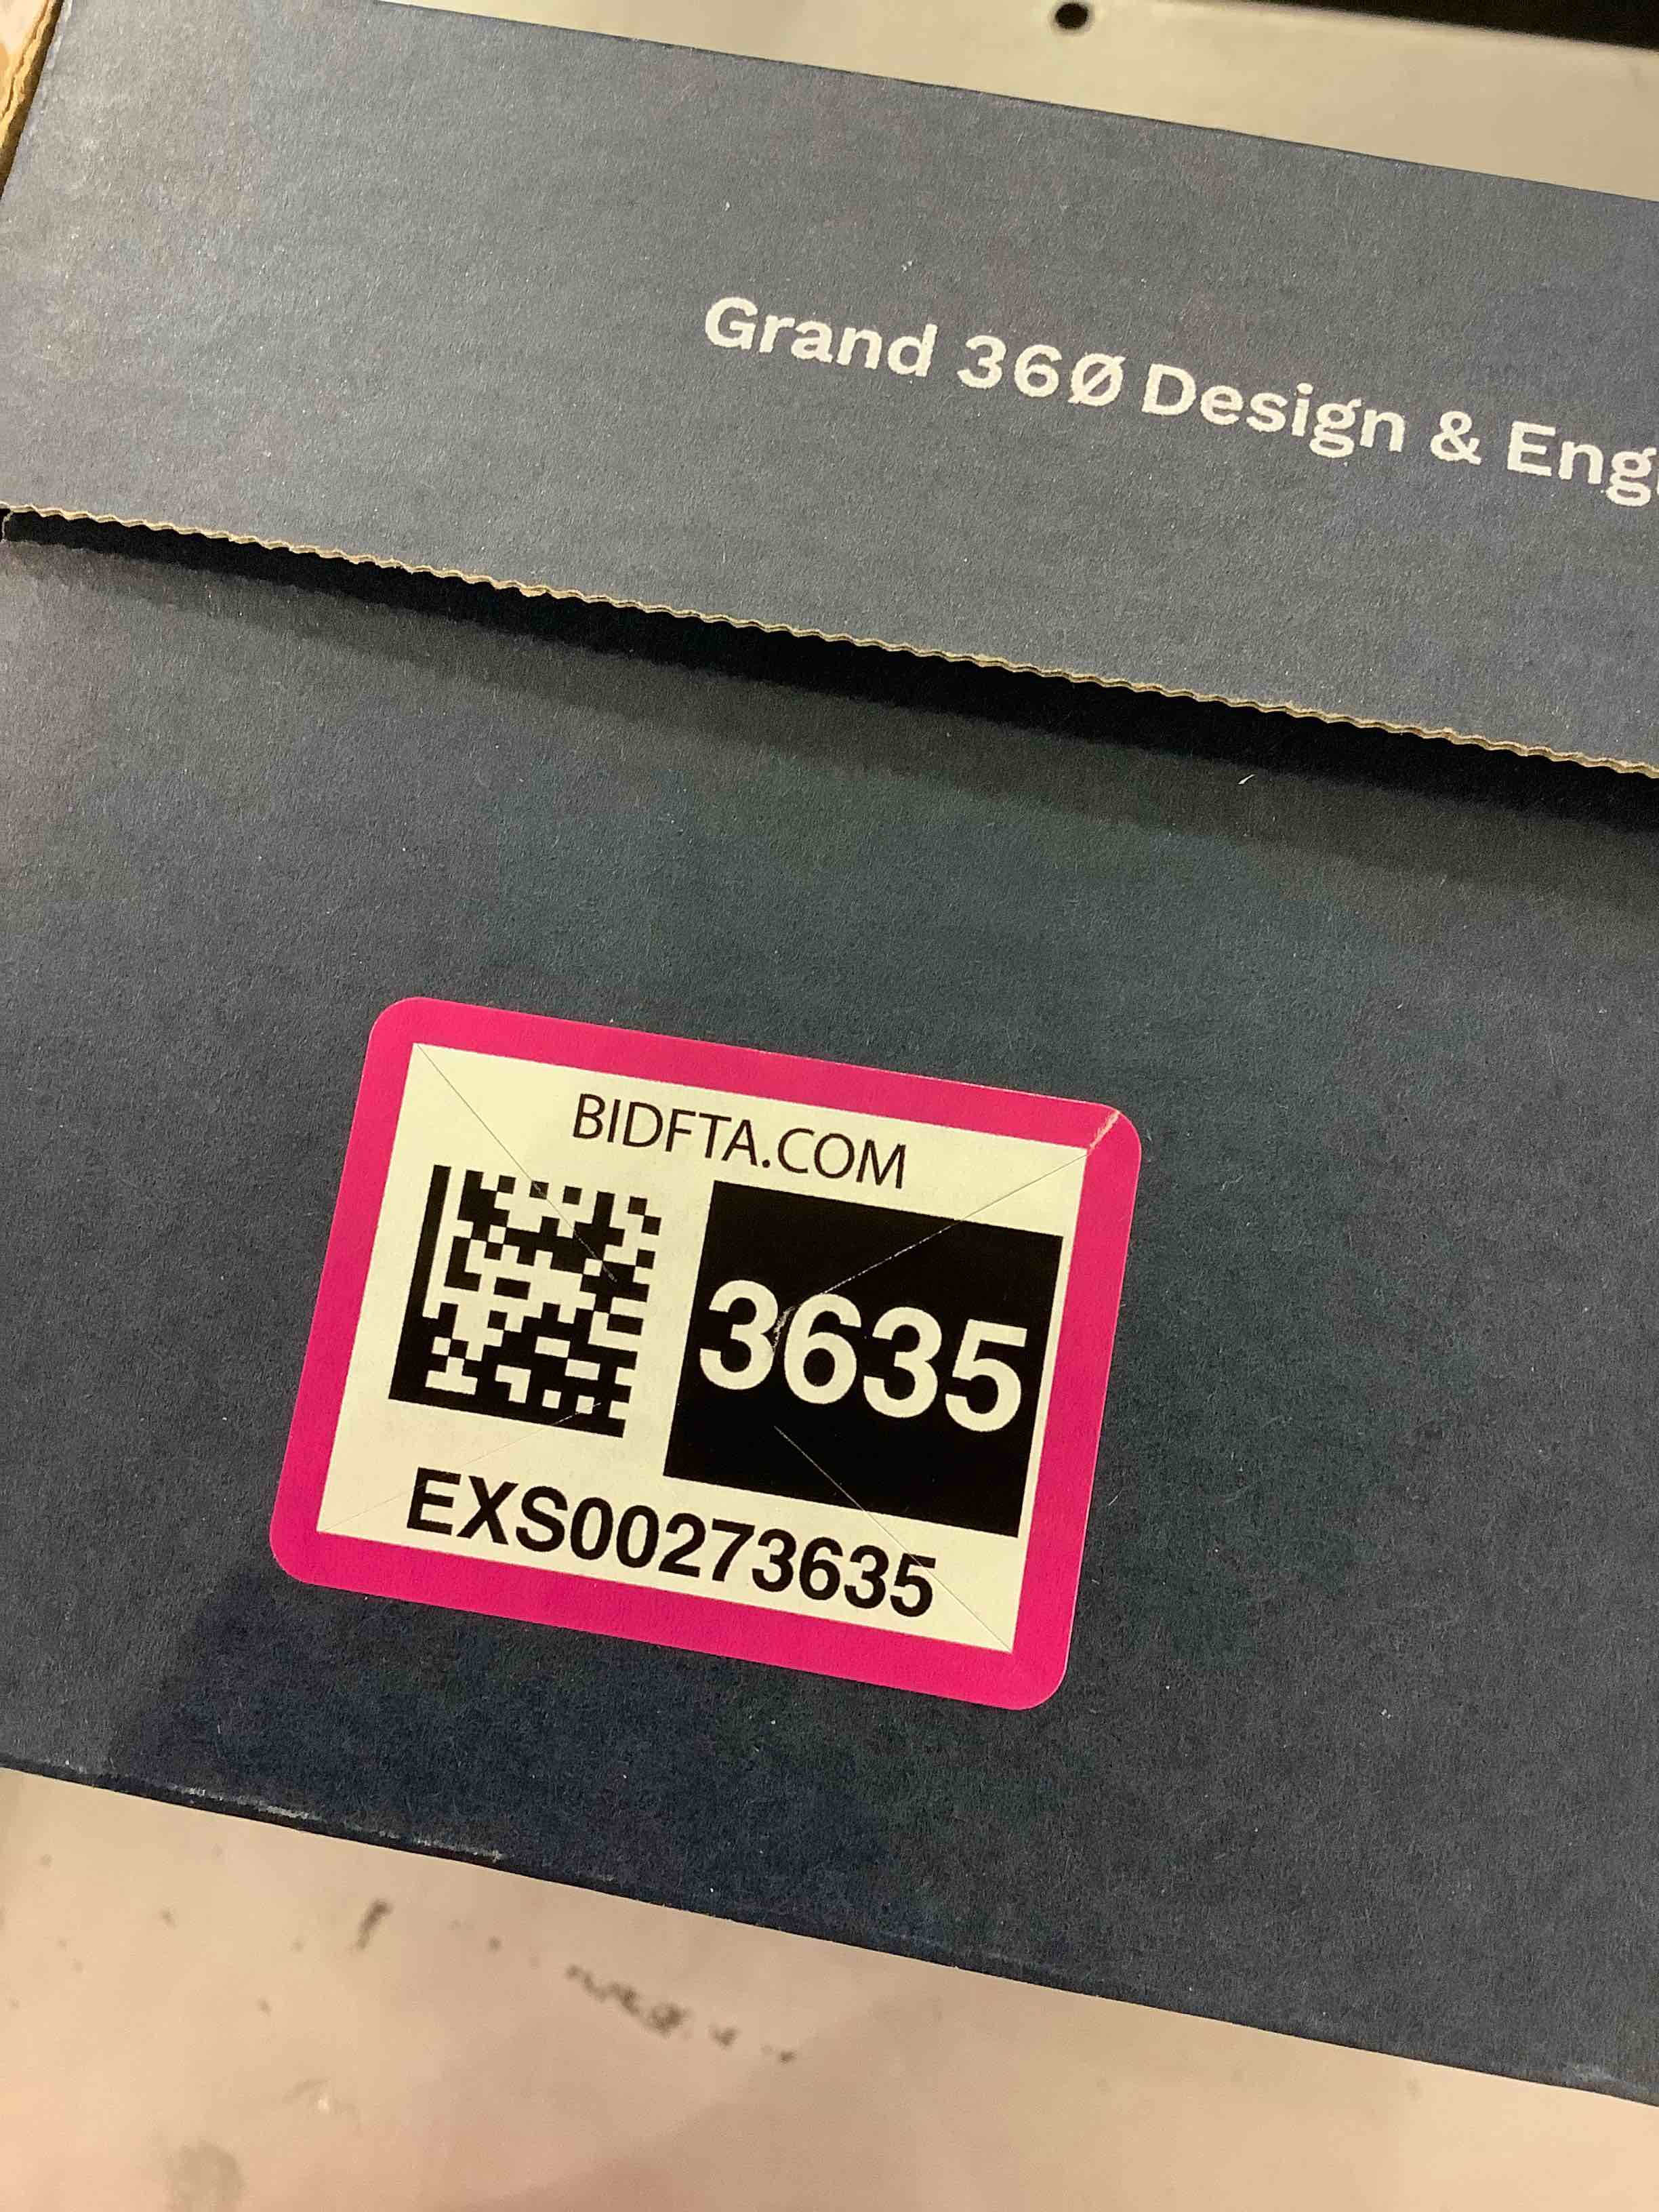 Grand 36Ø Design & Eng
BIDFTA.COM
3635
EXS00273635